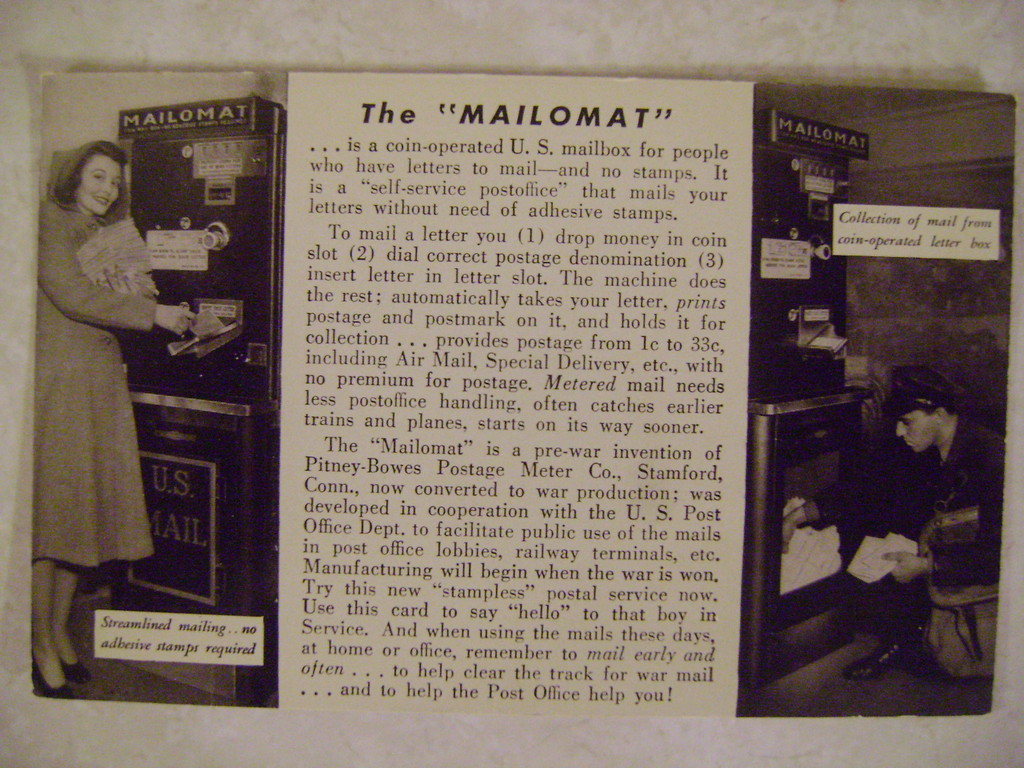 MAILOMAT
U.S.
MAIL
Streamlined mailing.. no
adhesive stamps required
The "MAILOMAT"
. . . is a coin-operated U. S. mailbox for people
who have letters to mail—and no stamps. It
is a "self-service postoffice" that mails your
letters without need of adhesive stamps.
To mail a letter you (1) drop money in coin
slot (2) dial correct postage denomination (3)
insert letter in letter slot. The machine does
the rest; automatically takes your letter, prints
postage and postmark on it, and holds it for
collection . . . provides postage from 1c to 33c,
including Air Mail, Special Delivery, etc., with
no premium for postage. Metered mail needs
less postoffice handling, often catches earlier
trains and planes, starts on its way sooner.
The "Mailomat" is a pre-war invention of
Pitney-Bowes Postage Meter Co., Stamford,
Conn., now converted to war production; was
developed in cooperation with the U. S. Post
Office Dept. to facilitate public use of the mails
in post office lobbies, railway terminals, etc.
Manufacturing will begin when the war is won.
Try this new "stampless" postal service now.
Use this card to say "hello" to that boy in
Service. And when using the mails these days,
at home or office, remember to mail early and
often . . . to help clear the track for war mail
. . . and to help the Post Office help you!
MAILOMAT
Collection of mail from
coin-operated letter box